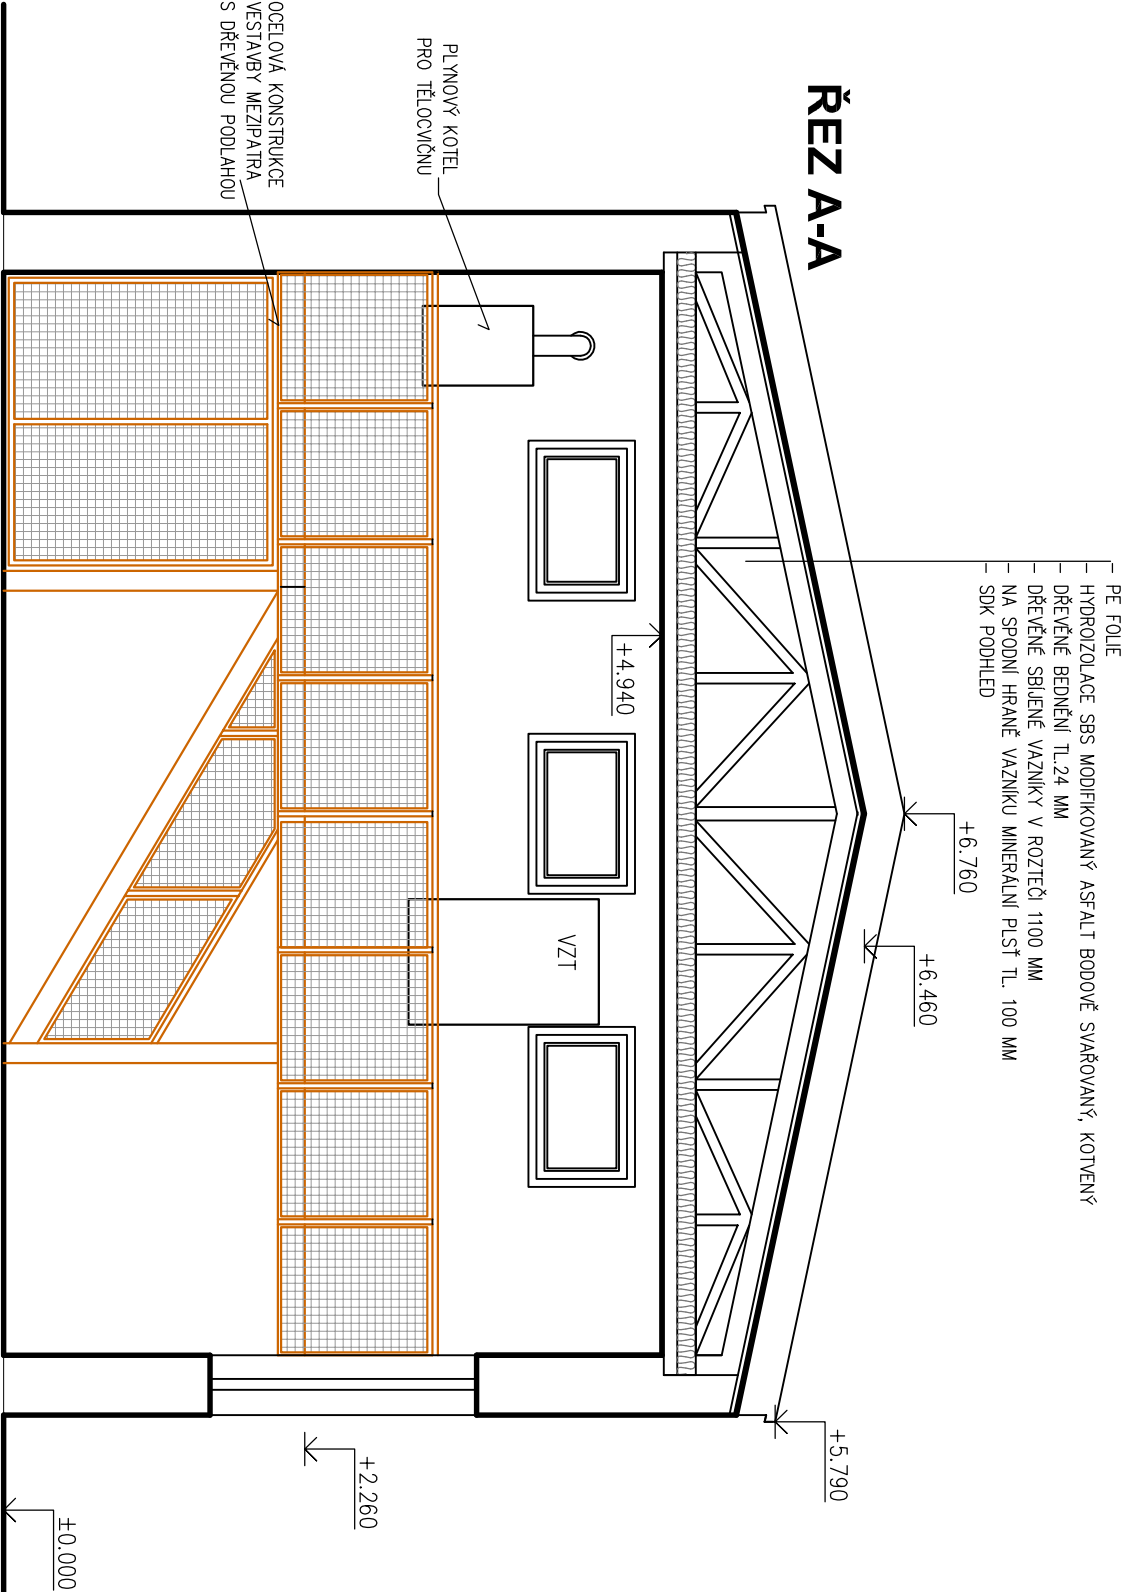 ŘEZ A-A
- PE FOLIE
- HYDROIZOLACE SBS MODIFIKOVANÝ ASFALT BODOVĚ SVAŘOVANÝ, KOTVENÝ
- DŘEVĚNÉ BEDNĚNÍ TL.24 MM
- DŘEVĚNÉ SBÍJENÉ VAZNÍKY V ROZTEČI 1100 MM
- NA SPODNÍ HRANĚ VAZNÍKU MINERÁLNÍ PLSŤ TL. 100 MM
- SDK PODHLED
+6.760
+6.460
+5.790
+4.940
PLYNOVÝ KOTEL
PRO TĚLOCVIČNU
VZT
+2.260
OCELOVÁ KONSTRUKCE
VESTAVBY MEZIPATRA
S DŘEVĚNOU PODLAHOU
±0.000